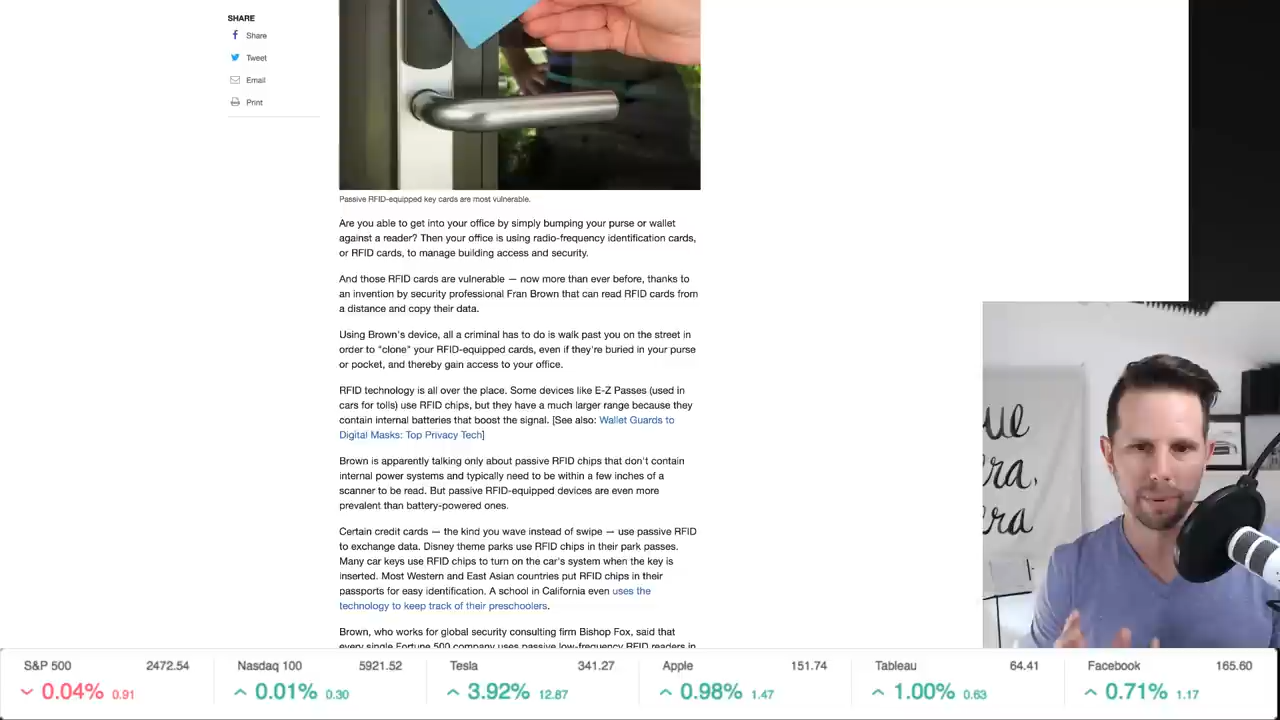 SHARE
Share
Tweet
Email
Print
Passive RFID-equipped key cards are most vulnerable.
Are you able to get into your office by simply bumping your purse or wallet
against a reader? Then your office is using radio-frequency identification cards,
or RFID cards, to manage building access and security.
And those RFID cards are vulnerable — now more than ever before, thanks to
an invention by security professional Fran Brown that can read RFID cards from
a distance and copy their data.
Using Brown's device, all a criminal has to do is walk past you on the street in
order to "clone" your RFID-equipped cards, even if they're buried in your purse
or pocket, and thereby gain access to your office.
RFID technology is all over the place. Some devices like E-Z Passes (used in
cars for tolls) use RFID chips, but they have a much larger range because they
contain internal batteries that boost the signal. [See also: Wallet Guards to
Digital Masks: Top Privacy Tech]
Brown is apparently talking only about passive RFID chips that don't contain
internal power systems and typically need to be within a few inches of a
scanner to be read. But passive RFID-equipped devices are even more
prevalent than battery-powered ones.
Certain credit cards — the kind you wave instead of swipe — use passive RFID
to exchange data. Disney theme parks use RFID chips in their park passes.
Many car keys use RFID chips to turn on the car's system when the key is
inserted. Most Western and East Asian countries put RFID chips in their
passports for easy identification. A school in California even uses the
technology to keep track of their preschoolers.
Brown, who works for global security consulting firm Bishop Fox, said that
every single Fortune 500 company uses passive low-frequency RFID readers in
S&P 500 2472.54
0.04% 0.91
Nasdaq 100 5921.52
0.01% 0.30
Tesla 341.27
3.92% 12.87
Apple 151.74
0.98% 1.47
Tableau 64.41
1.00% 0.63
Facebook 165.60
0.71% 1.17